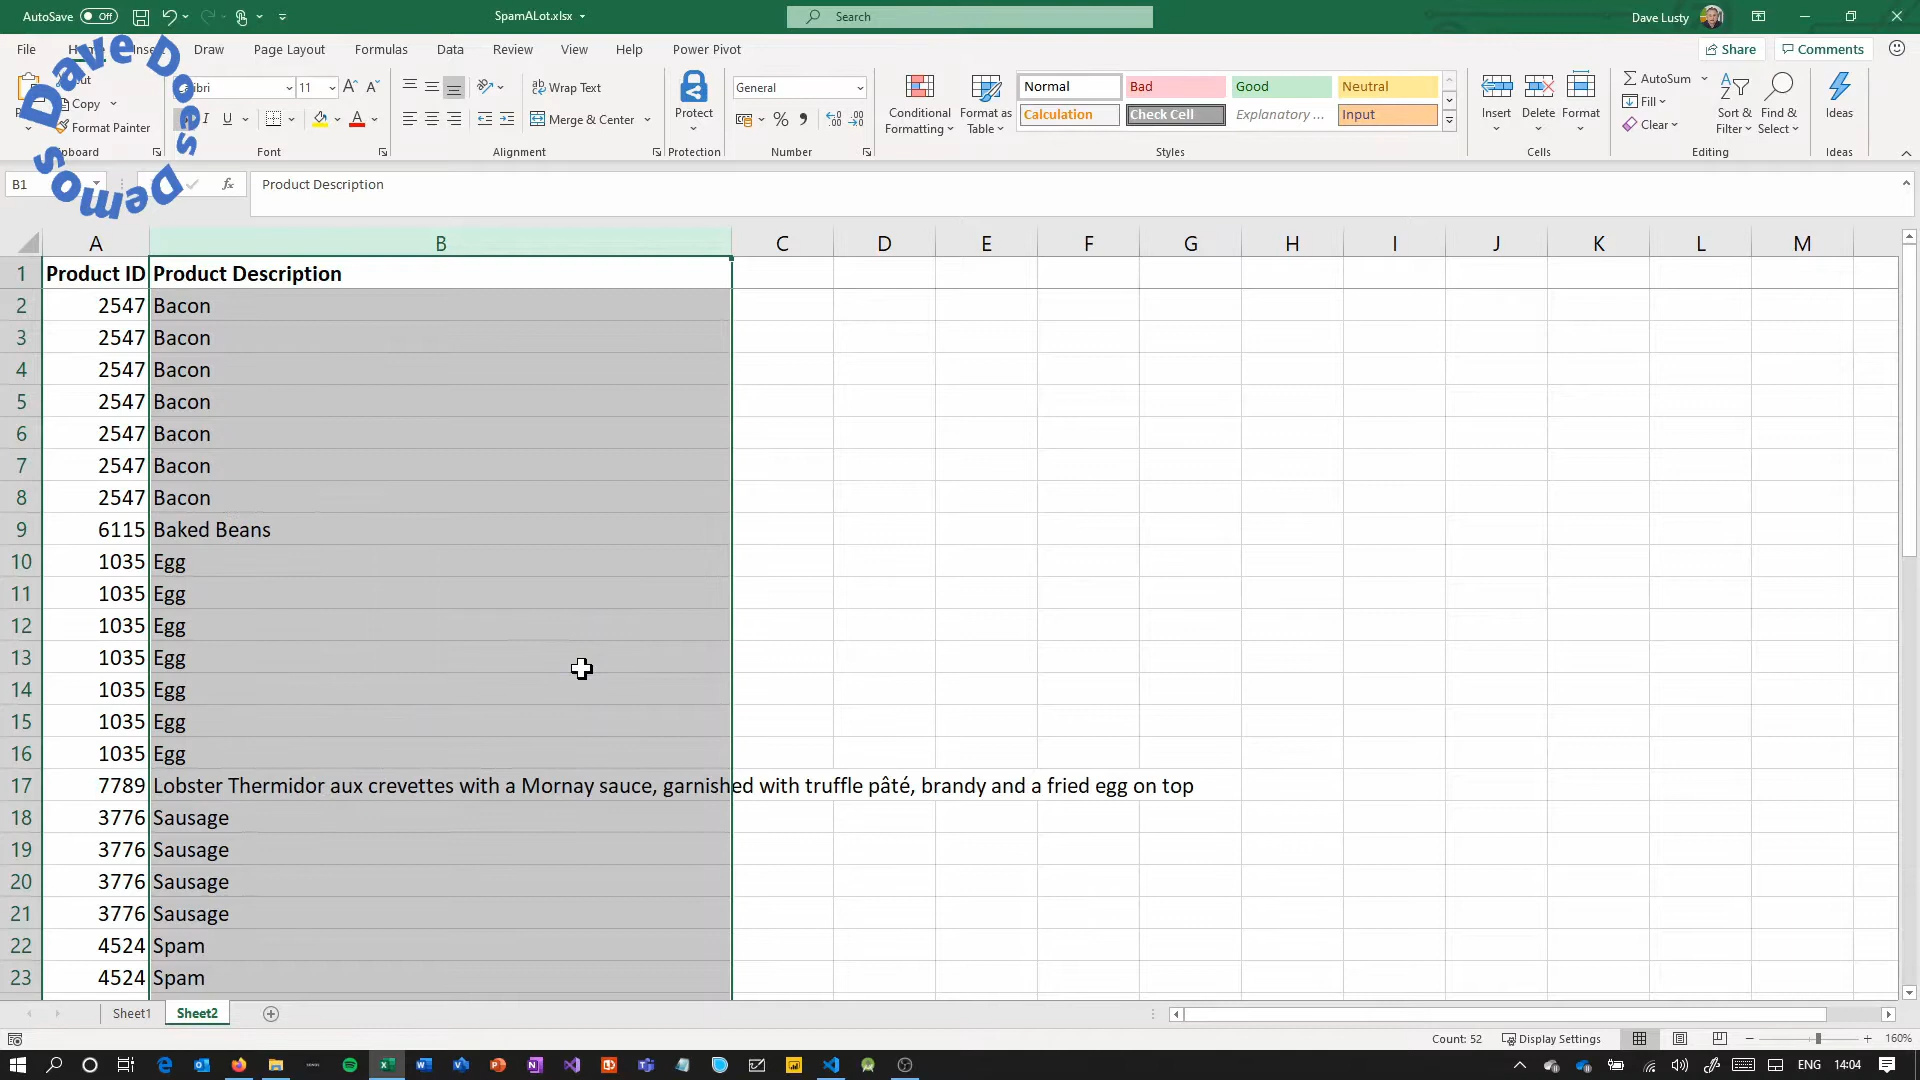 AutoSave Off
SpamALot.xlsx
Search
Dave Lusty
File Insert Draw Page Layout Formulas Data Review View Help Power Pivot
Share Comments
Dave Does Demos
Copy
Format Painter
Font
11
General
Wrap Text
Merge & Center
Alignment
Protect
Protection
Number
Conditional Formatting
Format as Table
Normal Bad Good Neutral
Calculation Check Cell Explanatory ... Input
Styles
Insert Delete Format
Cells
AutoSum
Fill
Clear
Sort & Filter
Find & Select
Editing
Ideas
Ideas
B1 fx Product Description
A B C D E F G H I J K L M
1 Product ID Product Description
2 2547 Bacon
3 2547 Bacon
4 2547 Bacon
5 2547 Bacon
6 2547 Bacon
7 2547 Bacon
8 2547 Bacon
9 6115 Baked Beans
10 1035 Egg
11 1035 Egg
12 1035 Egg
13 1035 Egg
14 1035 Egg
15 1035 Egg
16 1035 Egg
17 7789 Lobster Thermidor aux crevettes with a Mornay sauce, garnished with truffle pâté, brandy and a fried egg on top
18 3776 Sausage
19 3776 Sausage
20 3776 Sausage
21 3776 Sausage
22 4524 Spam
23 4524 Spam
Sheet1 Sheet2
Count: 52 Display Settings 160%
ENG 14:04